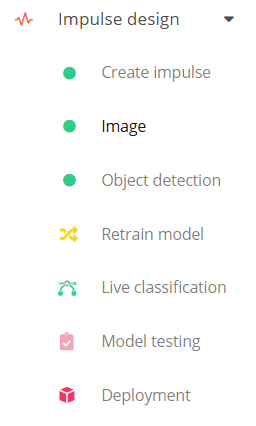 Impulse design
Create impulse
Image
Object detection
Retrain model
Live classification
Model testing
Deployment